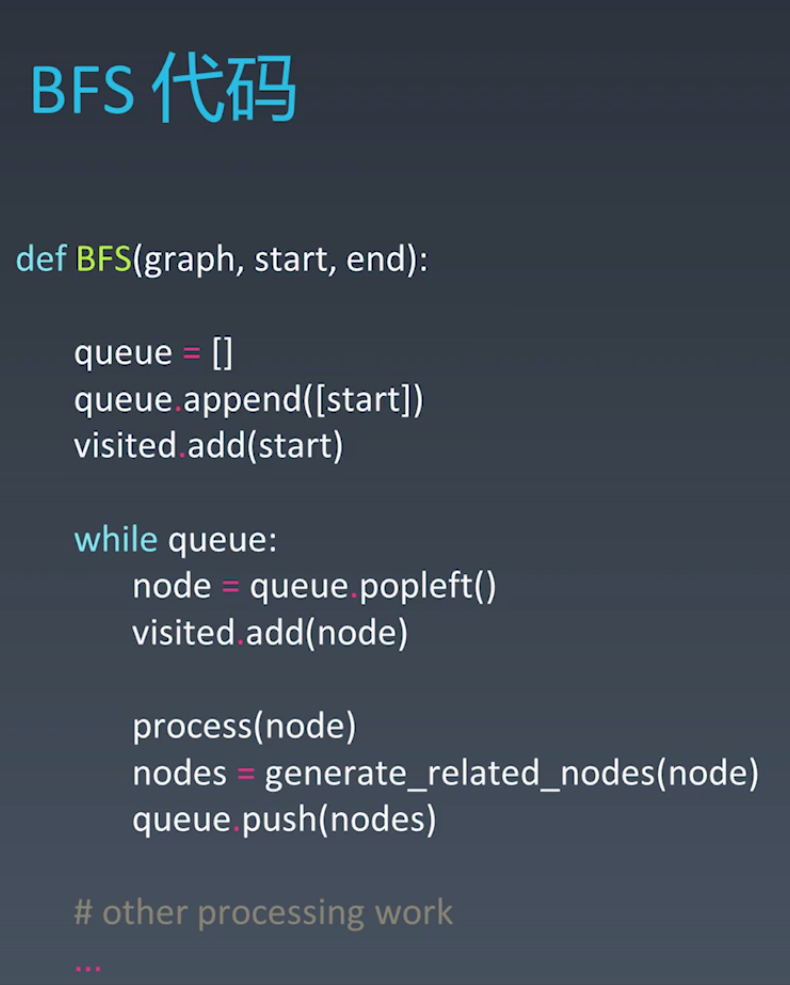 BFS 代码
def BFS(graph, start, end):
queue = []
queue.append([start])
visited.add(start)
while queue:
node = queue.popleft()
visited.add(node)
process(node)
nodes = generate_related_nodes(node)
queue.push(nodes)
# other processing work
...